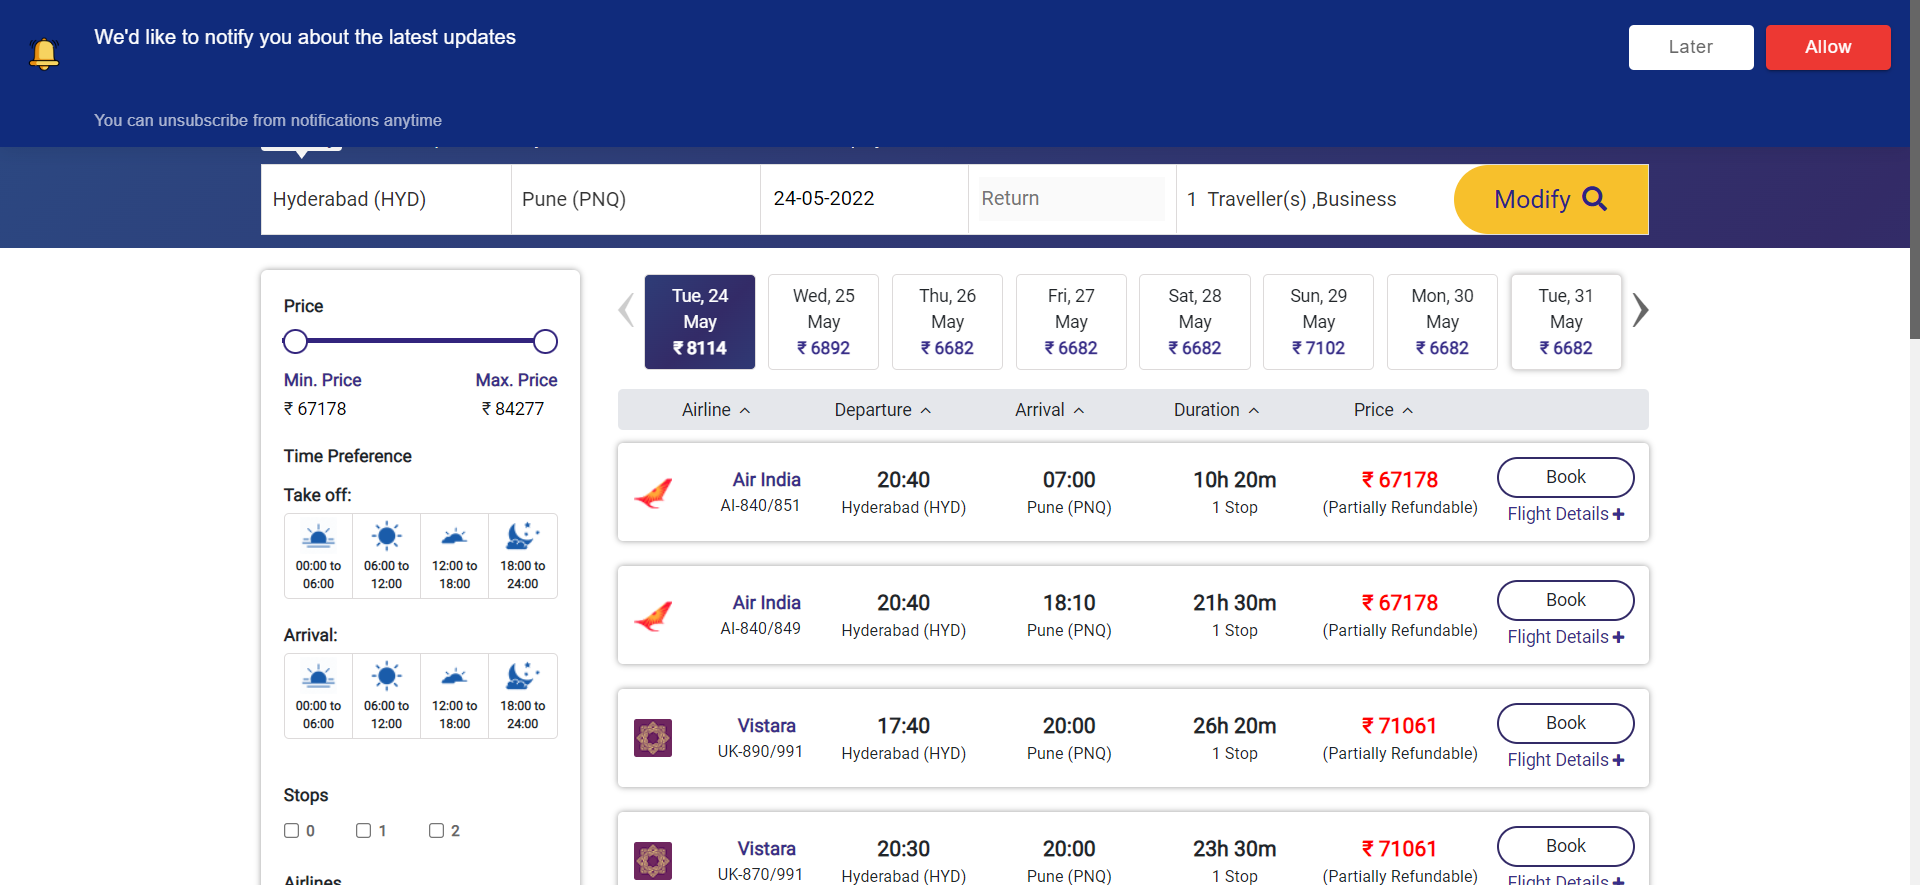 We'd like to notify you about the latest updates
Later
Allow
You can unsubscribe from notifications anytime
Hyderabad (HYD)
Pune (PNQ)
24-05-2022
Return
1 Traveller(s) ,Business
Modify
Price
Min. Price
Max. Price
₹ 67178
₹ 84277
Time Preference
Take off:
00:00 to 06:00
06:00 to 12:00
12:00 to 18:00
18:00 to 24:00
Arrival:
00:00 to 06:00
06:00 to 12:00
12:00 to 18:00
18:00 to 24:00
Stops
0
1
2
Airlines
Tue, 24 May ₹ 8114
Wed, 25 May ₹ 6892
Thu, 26 May ₹ 6682
Fri, 27 May ₹ 6682
Sat, 28 May ₹ 6682
Sun, 29 May ₹ 7102
Mon, 30 May ₹ 6682
Tue, 31 May ₹ 6682
Airline Departure Arrival Duration Price
Air India 20:40 07:00 10h 20m ₹ 67178 Book
AI-840/851 Hyderabad (HYD) Pune (PNQ) 1 Stop (Partially Refundable) Flight Details
Air India 20:40 18:10 21h 30m ₹ 67178 Book
AI-840/849 Hyderabad (HYD) Pune (PNQ) 1 Stop (Partially Refundable) Flight Details
Vistara 17:40 20:00 26h 20m ₹ 71061 Book
UK-890/991 Hyderabad (HYD) Pune (PNQ) 1 Stop (Partially Refundable) Flight Details
Vistara 20:30 20:00 23h 30m ₹ 71061 Book
UK-870/991 Hyderabad (HYD) Pune (PNQ) 1 Stop (Partially Refundable) Flight Details